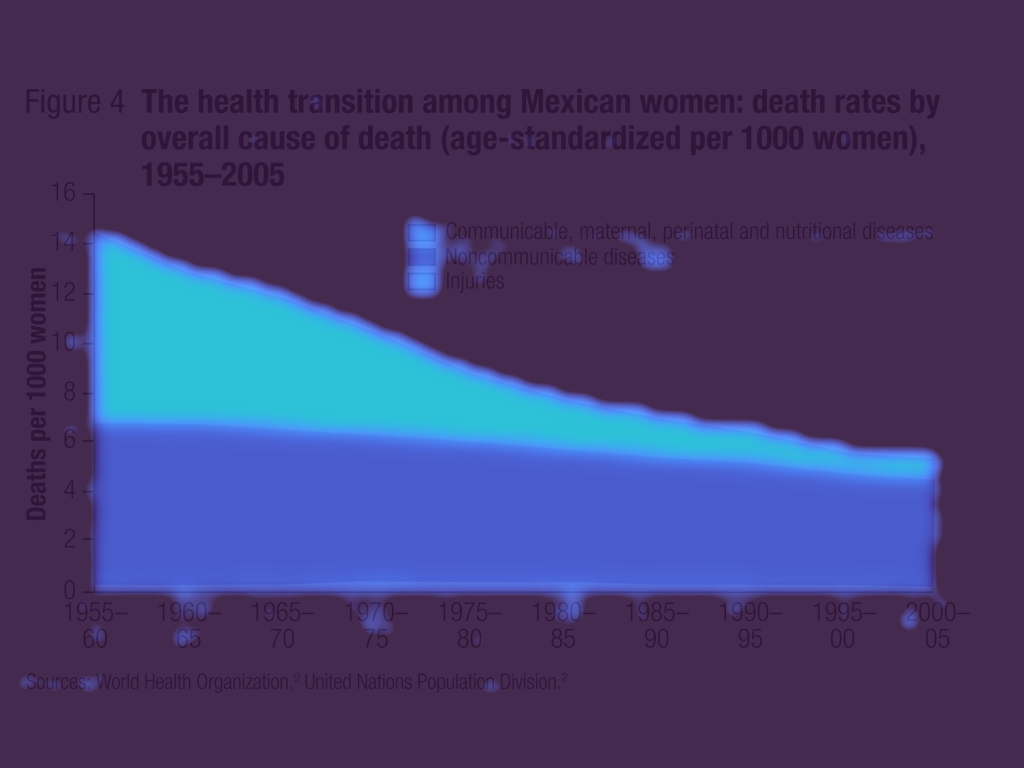 Figure 4 The health transition among Mexican women: death rates by
overall cause of death (age-standardized per 1000 women),
1955–2005
16
14
12
10
8
6
4
2
0
Deaths per 1000 women
Communicable, maternal, perinatal and nutritional diseases
Noncommunicable diseases
Injuries
1955– 1960– 1965– 1970– 1975– 1980– 1985– 1990– 1995– 2000–
60 65 70 75 80 85 90 95 00 05
Sources: World Health Organization.⁹ United Nations Population Division.²